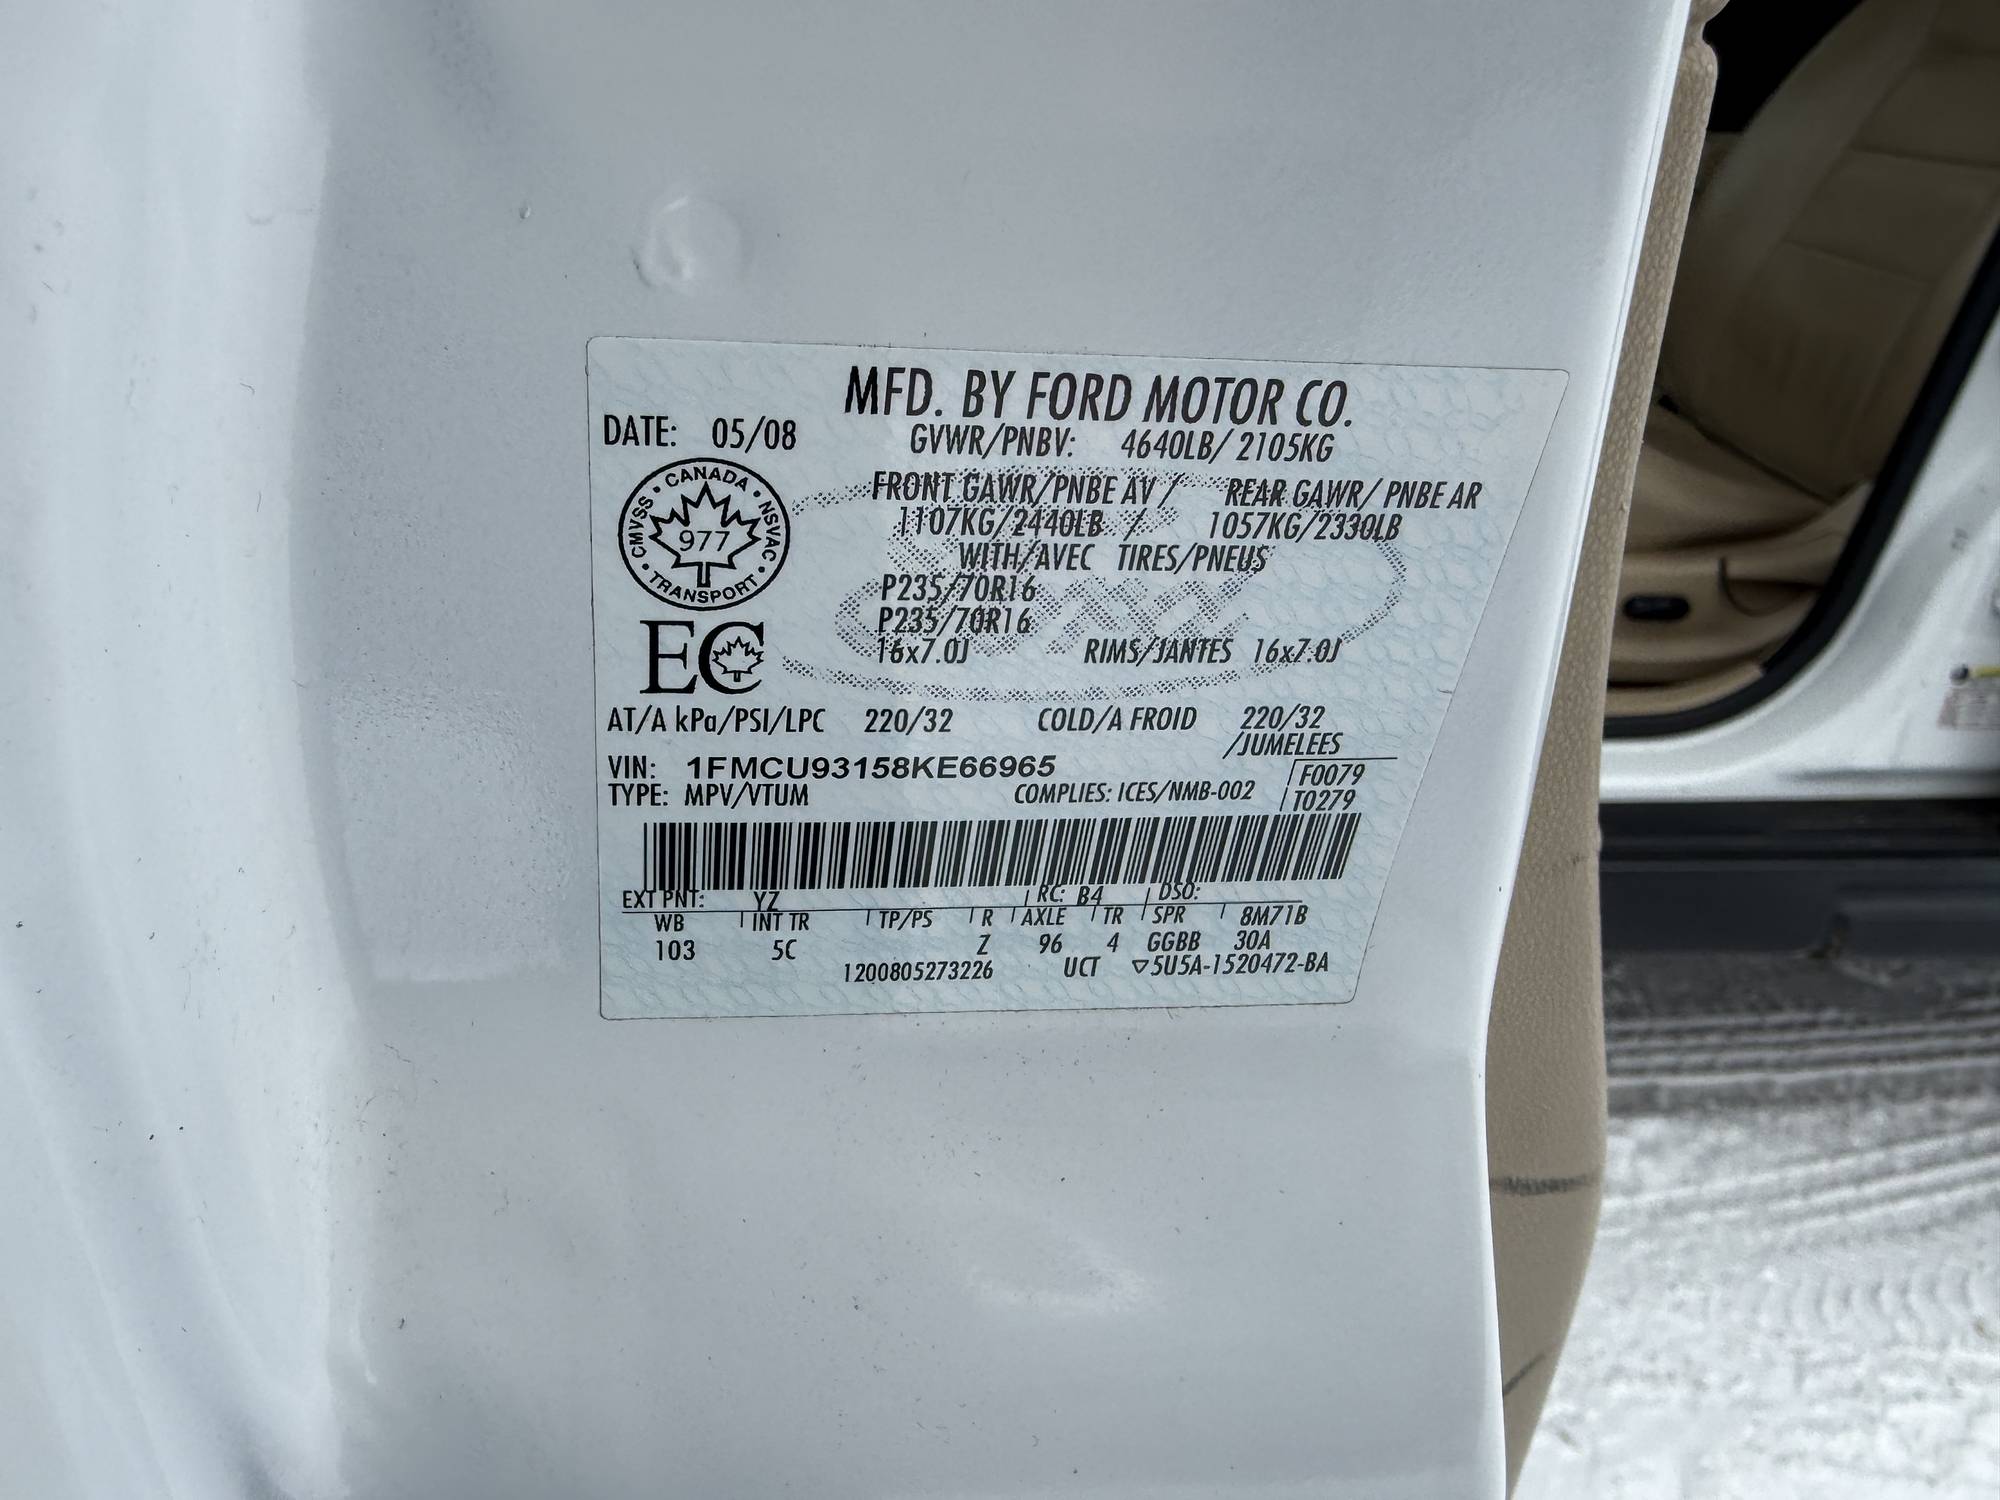 MFD. BY FORD MOTOR CO.
DATE: 05/08
GVWR/PNBV: 4640LB/ 2105KG
CMVSS • CANADA • NSVAC • TRANSPORT •
977
FRONT GAWR/PNBE AV / REAR GAWR/ PNBE AR
1107KG/2440LB / 1057KG/2330LB
WITH/AVEC TIRES/PNEUS
P235/70R16
P235/70R16
16x7.0J RIMS/JANTES 16x7.0J
EC
AT/A kPa/PSI/LPC 220/32 COLD/A FROID 220/32
/JUMELEES
VIN: 1FMCU93158KE66965
F0079
TYPE: MPV/VTUM COMPLIES: ICES/NMB-002
T0279
EXT PNT: YZ RC: B4 DSO:
WB INT TR TP/PS R AXLE TR SPR 8M71B
103 5C Z 96 4 GGBB 30A
1200805273226 UCT ▽5U5A-1520472-BA